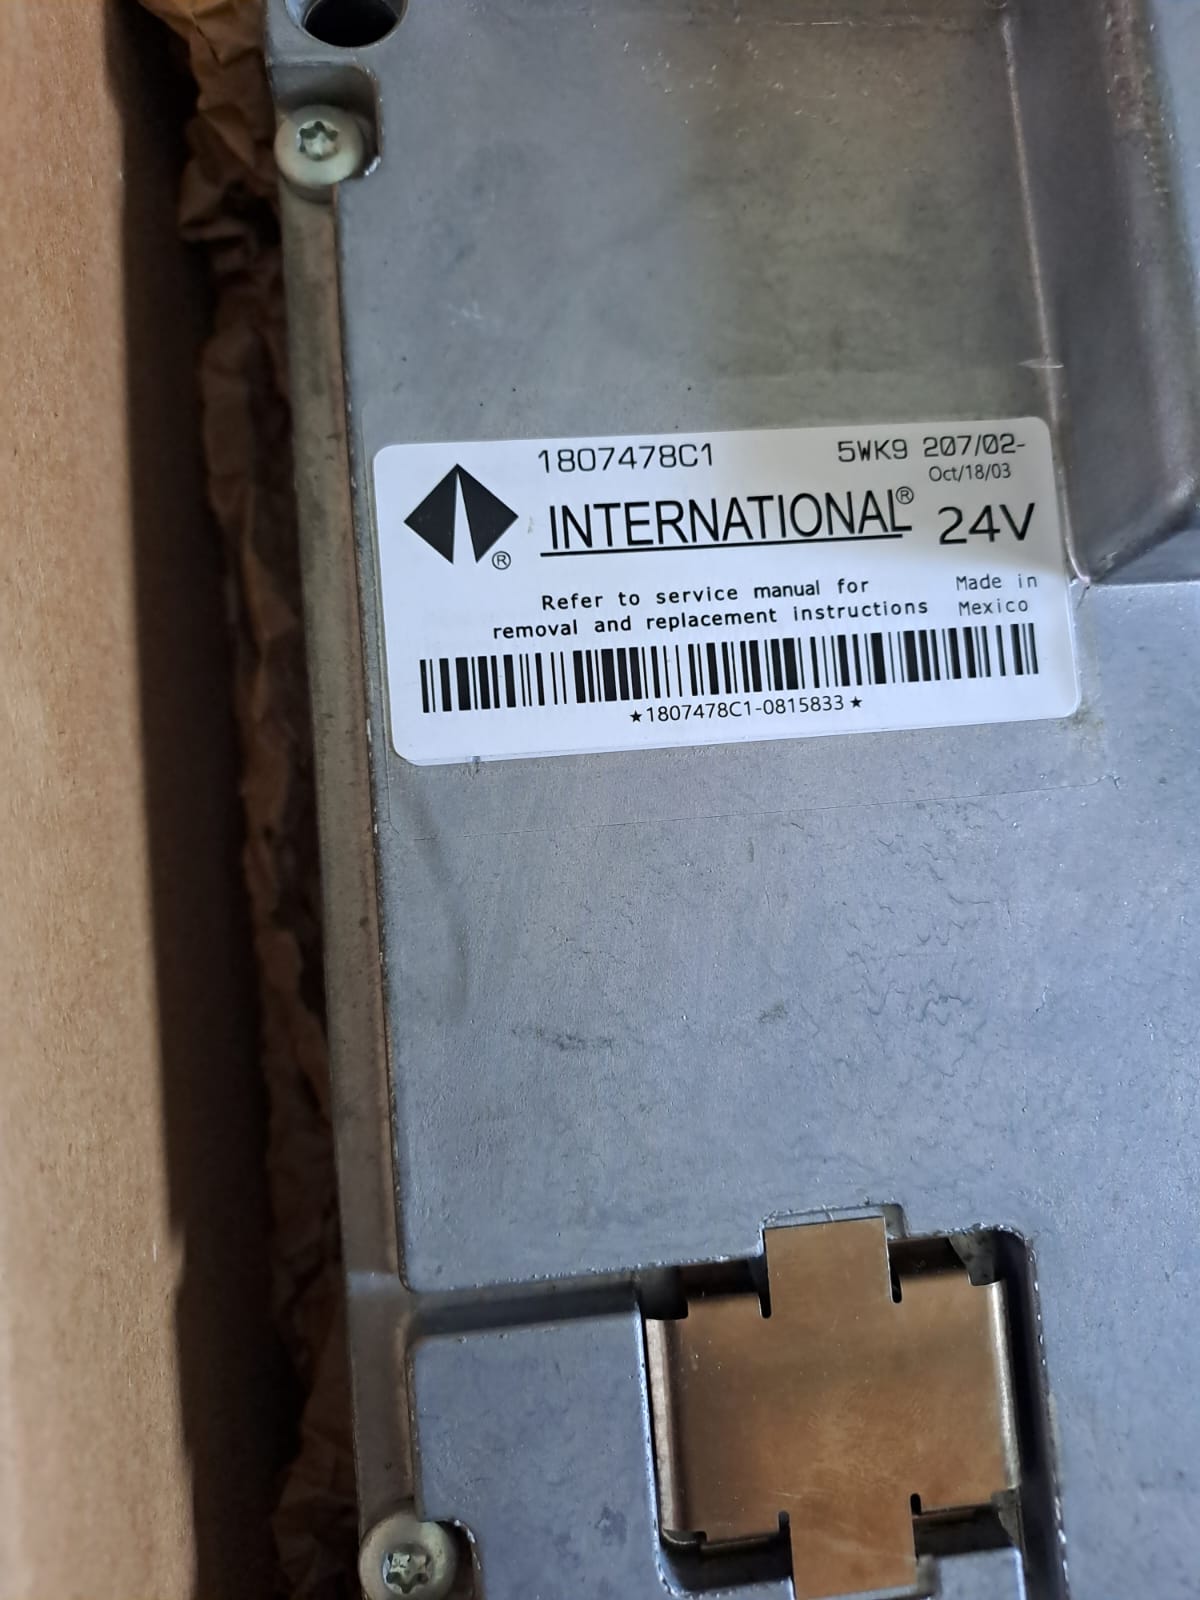 1807478C1 5WK9 207/02-
Oct/18/03
INTERNATIONAL® 24V
®
Refer to service manual for Made in
removal and replacement instructions Mexico
★1807478C1-0815833★